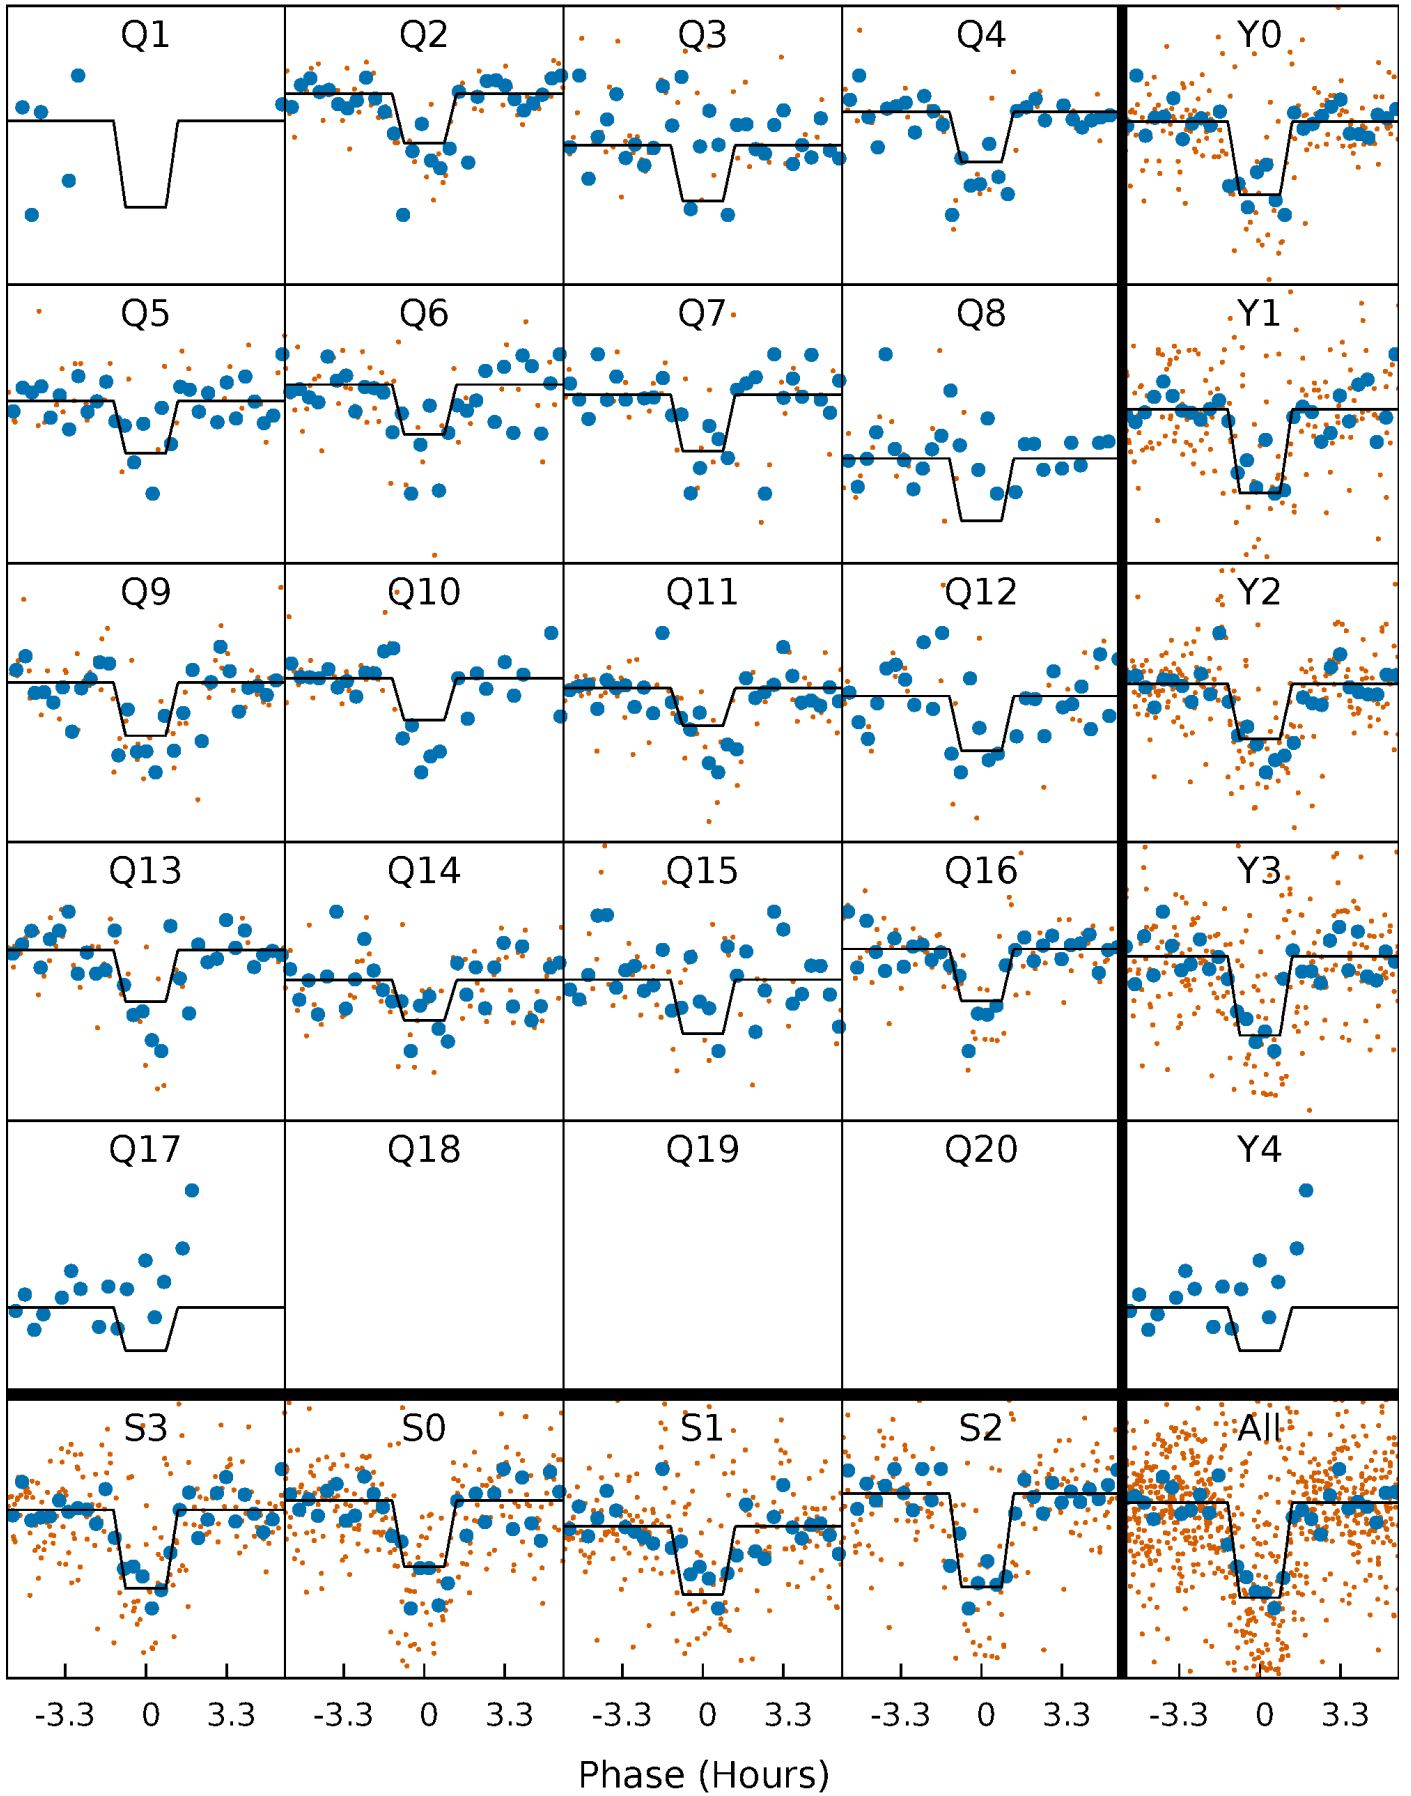 Q1 Q2 Q3 Q4 Y0
Q5 Q6 Q7 Q8 Y1
Q9 Q10 Q11 Q12 Y2
Q13 Q14 Q15 Q16 Y3
Q17 Q18 Q19 Q20 Y4
S3 S0 S1 S2 All
-3.3 0 3.3 -3.3 0 3.3 -3.3 0 3.3 -3.3 0 3.3 -3.3 0 3.3
Phase (Hours)